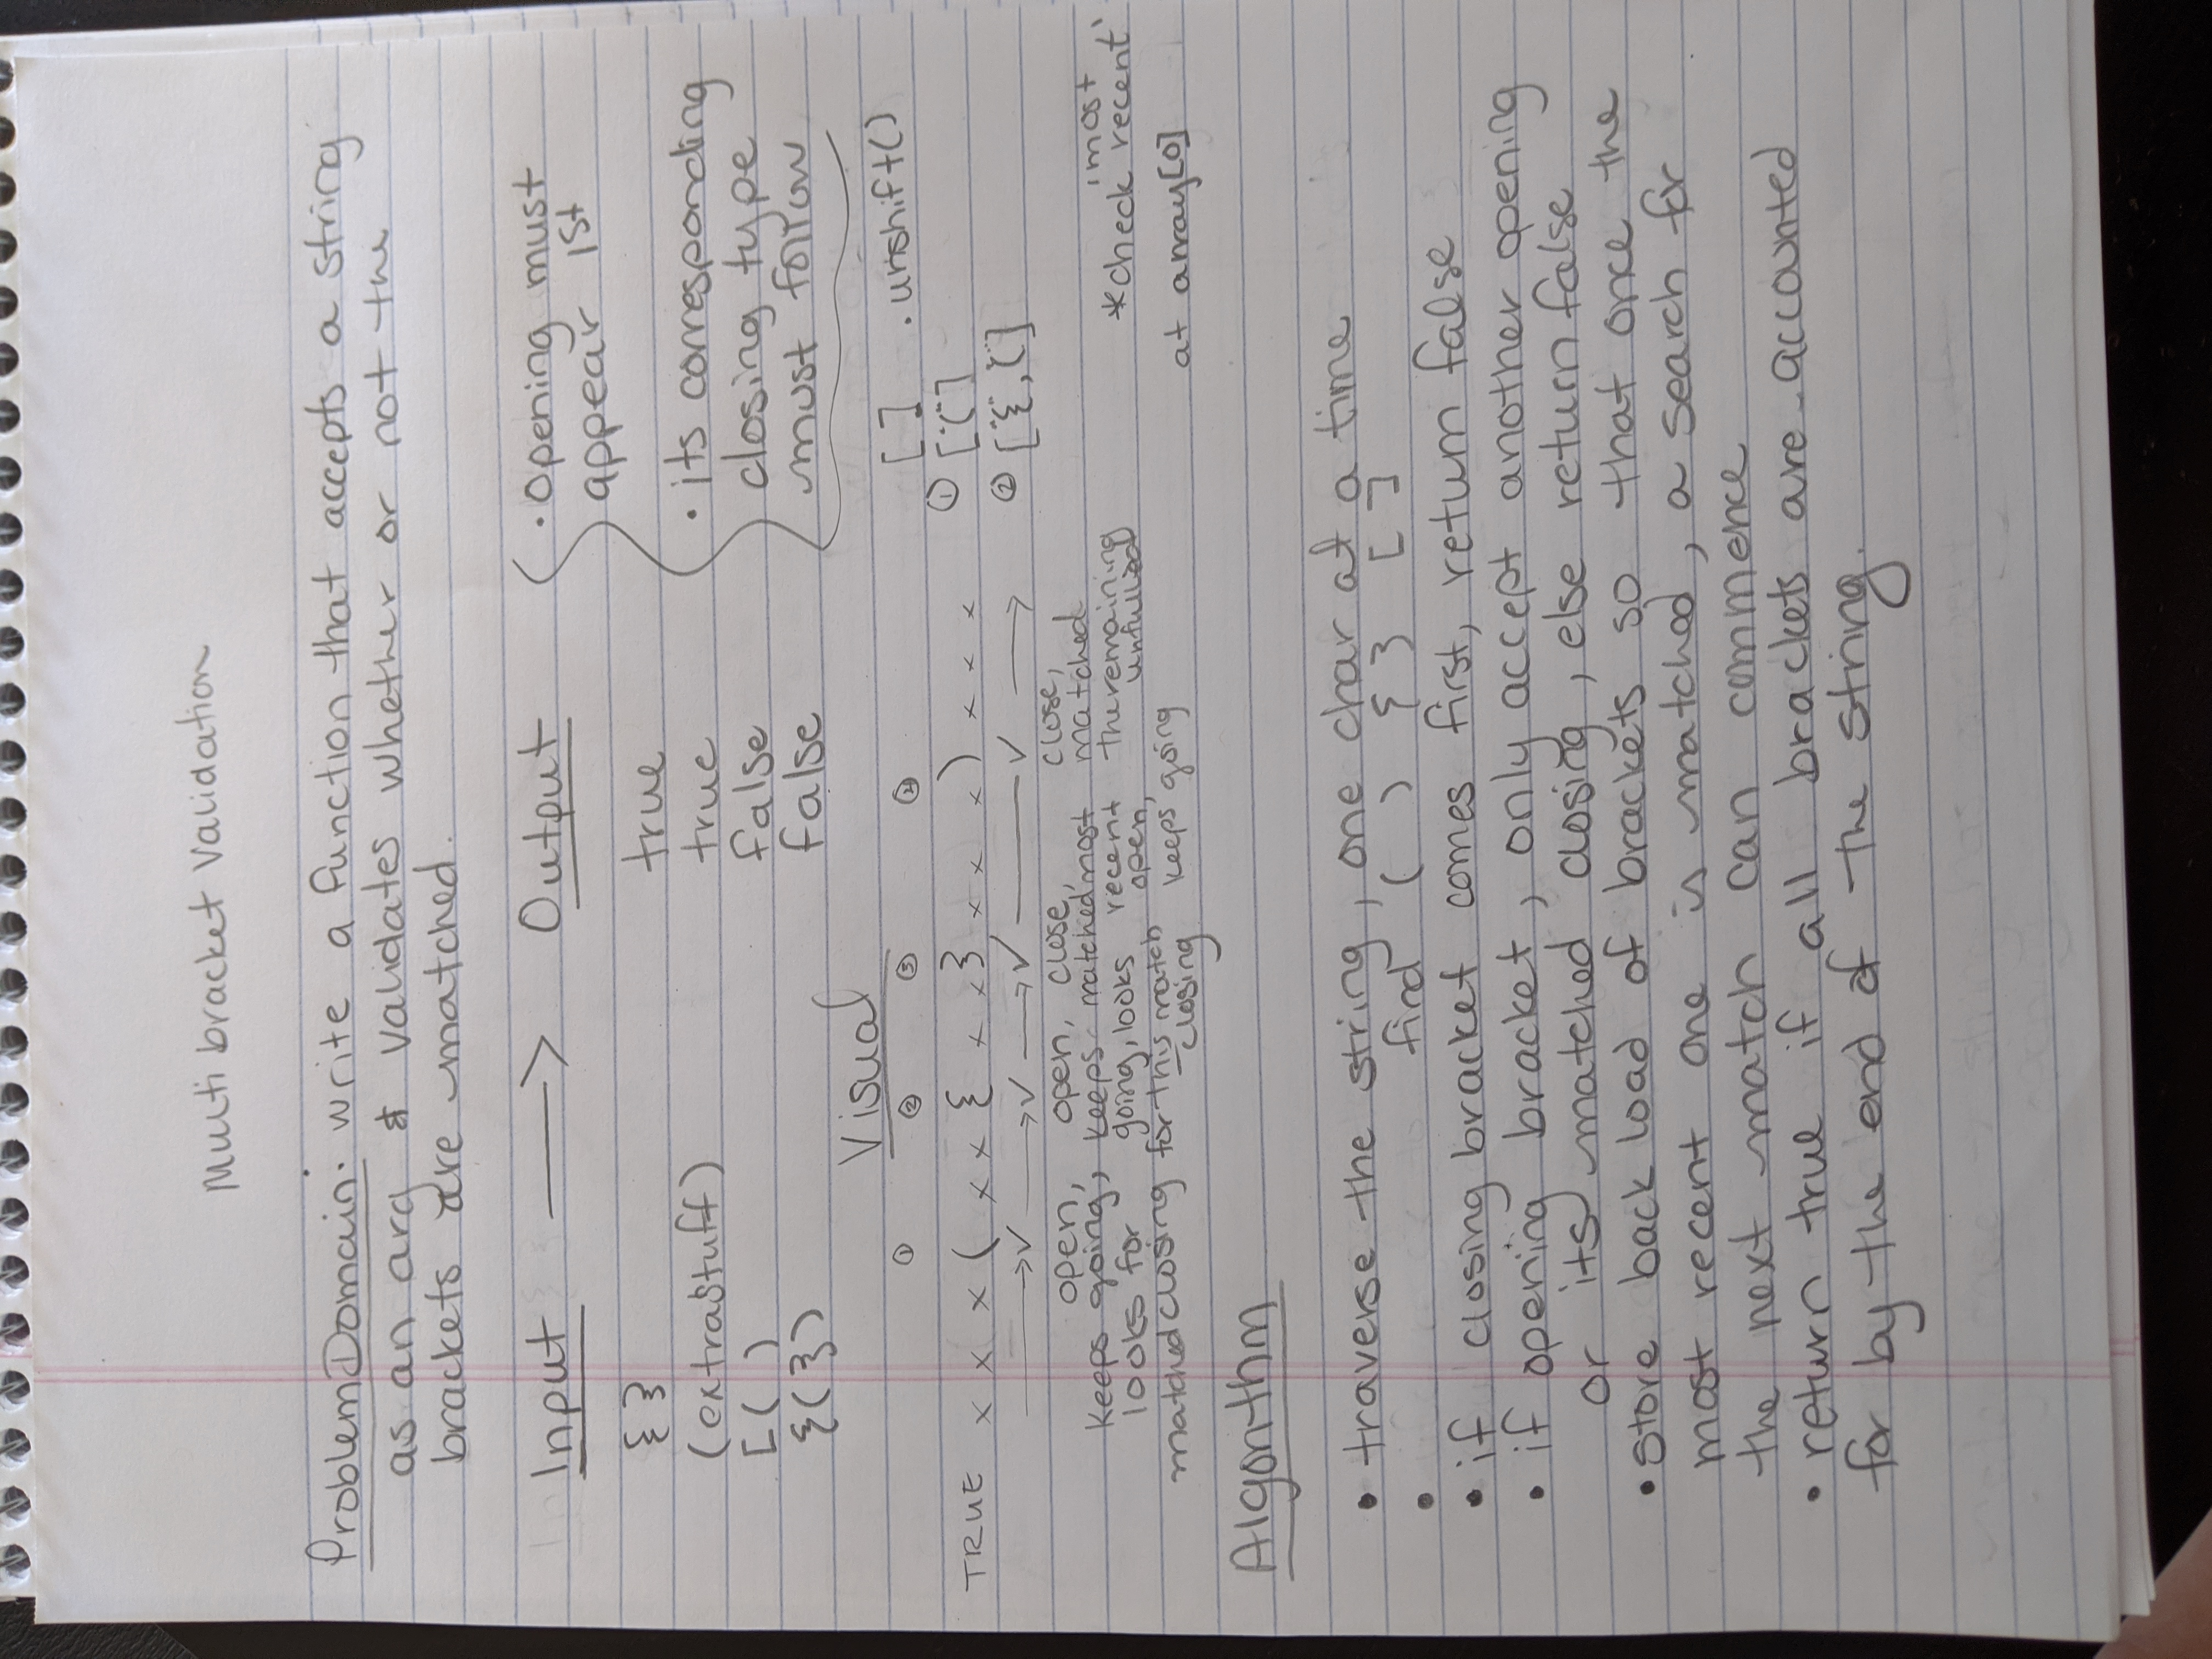 Multi bracket Validation
Problem Domain: write a function that accepts a string
as an arg & validates whether or not the
brackets are matched.
Input ⟶ Output
{ } true
(extrastuff) true
[ ( ) false
{ ( } ) false
· opening must
appear 1st
· its corresponding
closing type
must follow
Visual
① ② ③ ④
TRUE x x x ( x x { x x } x x x ) x x x
→✓ →✓ →✓ ✓ →
open, keeps going, looks for matched closing
open, keeps going, looks for this match closing
close, matched most recent open, keeps going
close, matched the remaining
[ ] .unshift()
① ["("]
② ["{", "("]
*check 'most recent'
at array[0]
Algorithm
• traverse the string, one char at a time
• find ( ) { } [ ]
• if closing bracket comes first, return false
• if opening bracket, only accept another opening
or its matched closing, else return false
• store back load of brackets so that once the
most recent one is matched, a search for
the next match can commence
• return true if all brackets are accounted
for by the end of the string.